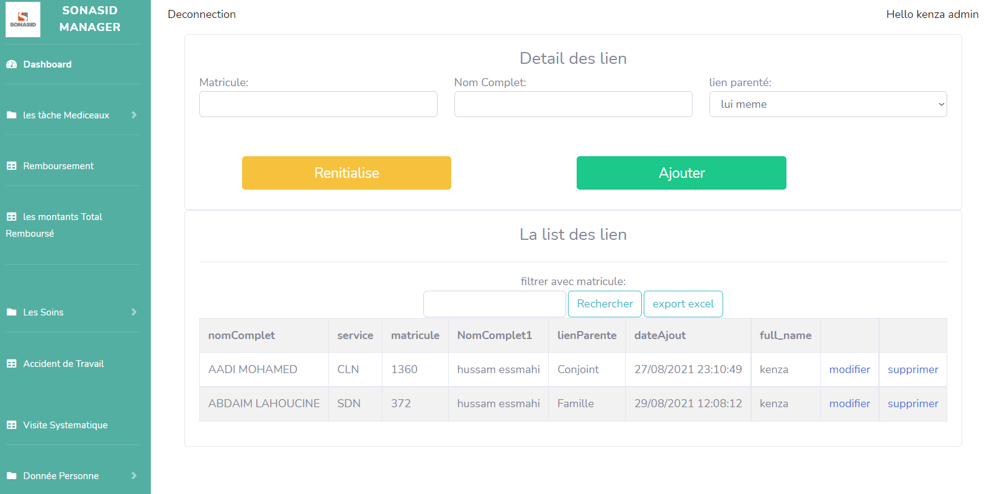 SONASID
SONASID
MANAGER
Dashboard
les tàche Mediceaux
Remboursement
les montants Total
Remboursé
Les Soins
Accident de Travail
Visite Systematique
Donnée Personne
Deconnection
Hello kenza admin
Detail des lien
Matricule: Nom Complet: lien parenté:
lui meme
Renitialise Ajouter
La list des lien
filtrer avec matricule:
Rechercher export excel
nomComplet service matricule NomComplet1 lienParente dateAjout full_name
AADI MOHAMED CLN 1360 hussam essmahi Conjoint 27/08/2021 23:10:49 kenza modifier supprimer
ABDAIM LAHOUCINE SDN 372 hussam essmahi Famille 29/08/2021 12:08:12 kenza modifier supprimer